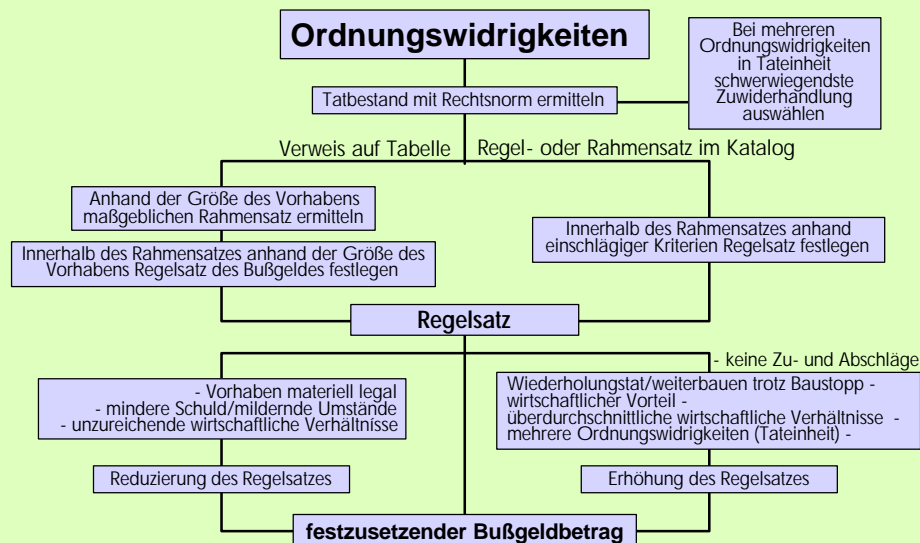 Ordnungswidrigkeiten
Bei mehreren
Ordnungswidrigkeiten
in Tateinheit
schwerwiegendste
Zuwiderhandlung
auswählen
Tatbestand mit Rechtsnorm ermitteln
Verweis auf Tabelle
Regel- oder Rahmensatz im Katalog
Anhand der Größe des Vorhabens
maßgeblichen Rahmensatz ermitteln
Innerhalb des Rahmensatzes anhand der Größe des
Vorhabens Regelsatz des Bußgeldes festlegen
Innerhalb des Rahmensatzes anhand
einschlägiger Kriterien Regelsatz festlegen
Regelsatz
- keine Zu- und Abschläge
- Vorhaben materiell legal
- mindere Schuld/mildernde Umstände
- unzureichende wirtschaftliche Verhältnisse
Wiederholungstat/weiterbauen trotz Baustopp -
wirtschaftlicher Vorteil -
überdurchschnittliche wirtschaftliche Verhältnisse -
mehrere Ordnungswidrigkeiten (Tateinheit) -
Reduzierung des Regelsatzes
Erhöhung des Regelsatzes
festzusetzender Bußgeldbetrag